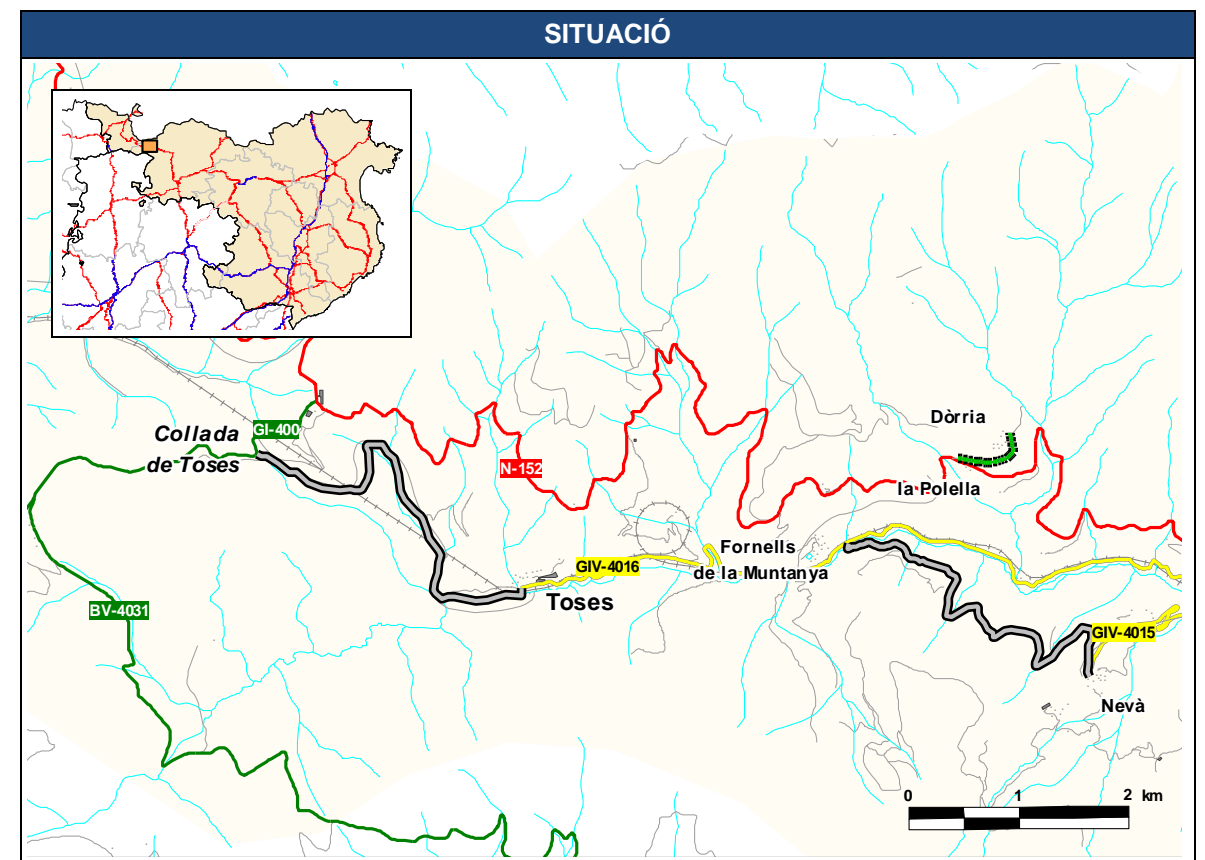 SITUACIÓ
Dòrria
GI-400
Collada
de Toses
N-152
la Polella
Fornells
de la Muntanya
GIV-4016
Toses
BV-4031
GIV-4015
Nevà
0 1 2 km